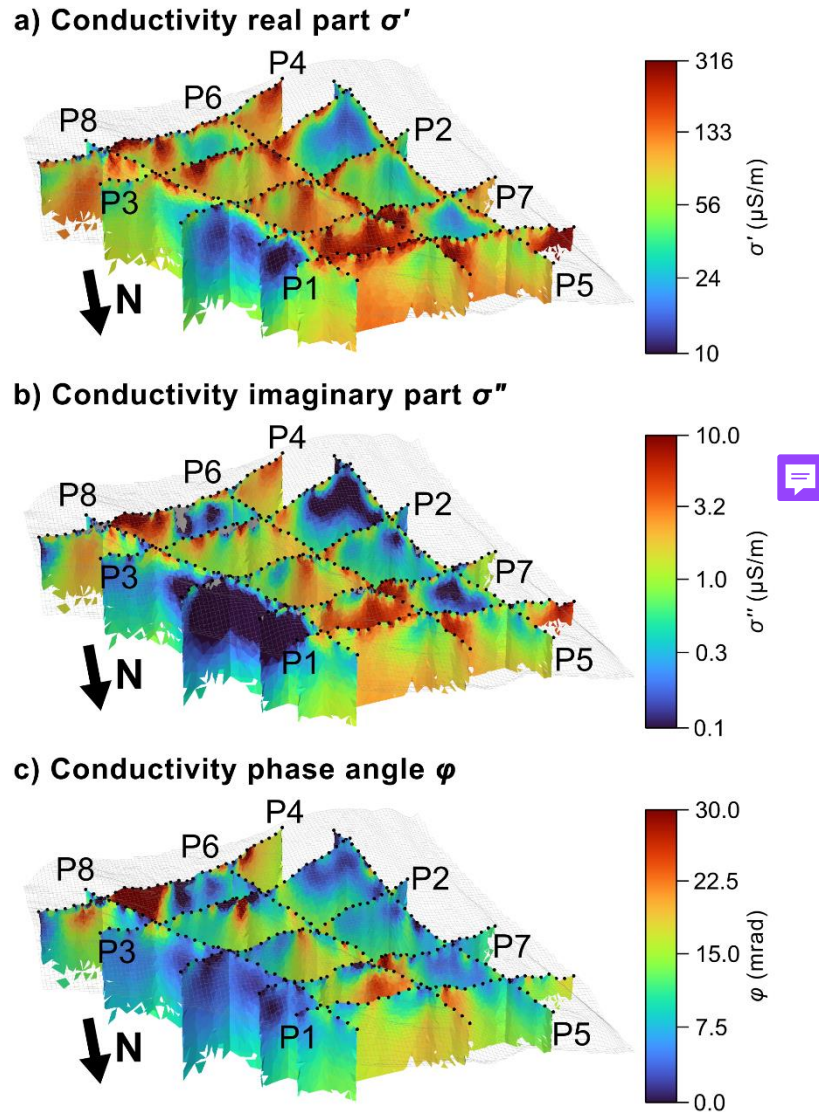 a) Conductivity real part σ'
P4
P6
P8
P2
P3
P7
P1
P5
N
316
133
56
24
10
σ' (µS/m)
b) Conductivity imaginary part σ"
P4
P6
P8
P2
P3
P7
P1
P5
N
10.0
3.2
1.0
0.3
0.1
σ'' (µS/m)
c) Conductivity phase angle φ
P4
P6
P8
P2
P3
P7
P1
P5
N
30.0
22.5
15.0
7.5
0.0
φ (mrad)